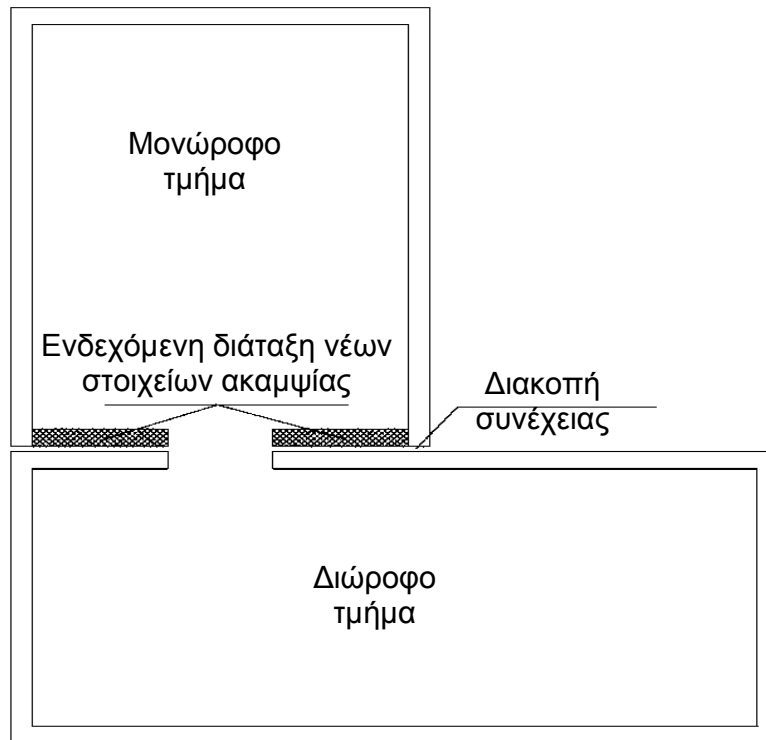 Μονώροφο
τμήμα
Ενδεχόμενη διάταξη νέων
στοιχείων ακαμψίας
Διακοπή
συνέχειας
Διώροφο
τμήμα